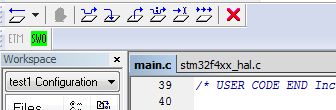 ETM SWO
Workspace
test1 Configuration
Files
main.c stm32f4xx_hal.c
39 /* USER CODE END Inc
40